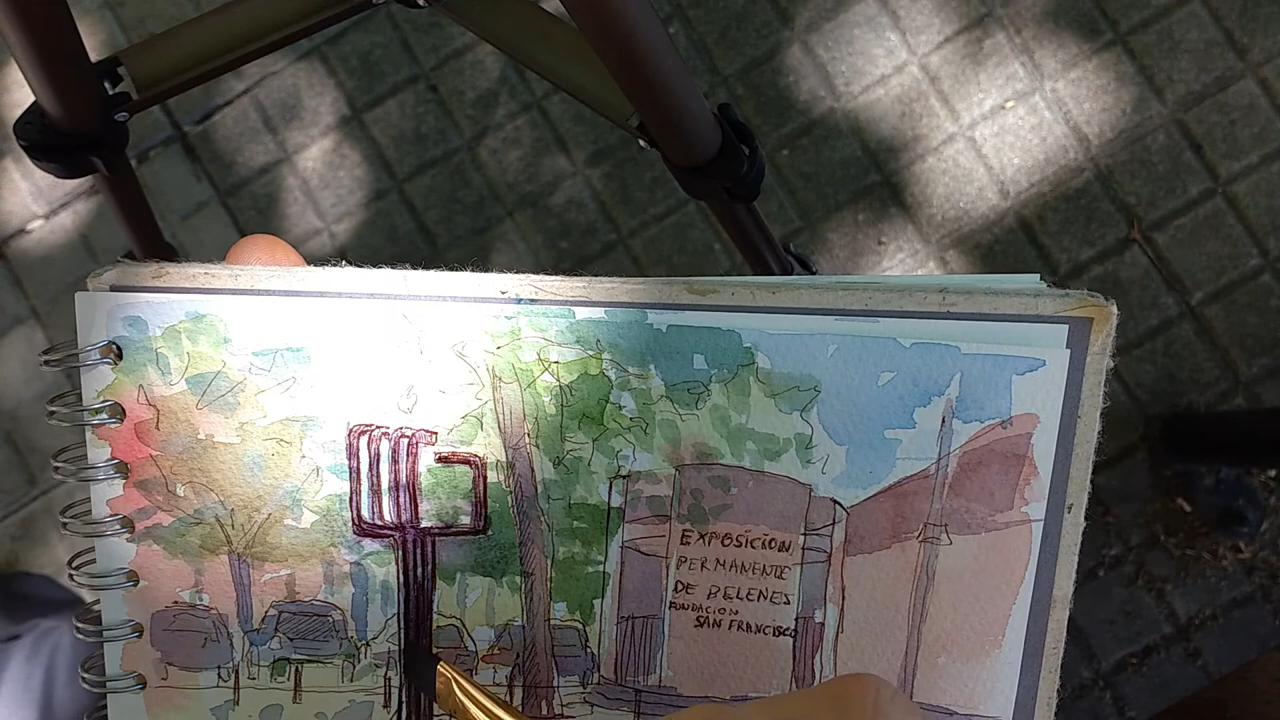 EXPOSICION
PERMANENTE
DE BELENES
FUNDACION
SAN FRANCISCO